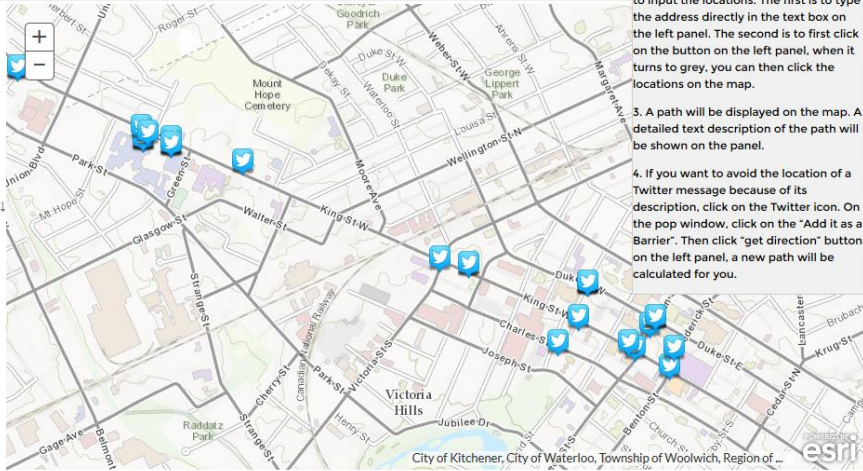 to input the locations. The first is to type
the address directly in the text box on
the left panel. The second is to first click
on the button on the left panel, when it
turns to grey, you can then click the
locations on the map.
3. A path will be displayed on the map. A
detailed text description of the path will
be shown on the panel.
4. If you want to avoid the location of a
Twitter message because of its
description, click on the Twitter icon. On
the pop window, click on the "Add it as a
Barrier". Then click "get direction" button
on the left panel, a new path will be
calculated for you.
+
−
Roger-St
Goodrich
Park
Duke-St-W
Weber-St-W
Ahrens-St-W
Margaret-Ave
Dekay-St
Duke
Park
George
Lippert
Park
Mount
Hope
Cemetery
Waterloo-St
Louisa-St
Wellington-St-N
Union-Blvd
Park-St
Green-St
Moore-Ave
Mt-Hope-St
Walter-St
King-St-W
Glasgow-St
Strange-St
Canadian National Railway
King-St-W
Charles-St-W
Duke-St-E
Lancaster
Krug-St
Joseph-St
Victoria-St-S
Park-St
Cherry-St
Victoria
Hills
Henry-St
Benton-St
Cedar-St-N
Raddatz
Park
Strange-St
Jubilee-Dr
Church-St
Gage-Ave
Belmont
City of Kitchener, City of Waterloo, Township of Woolwich, Region of ...
POWERED BY
esri